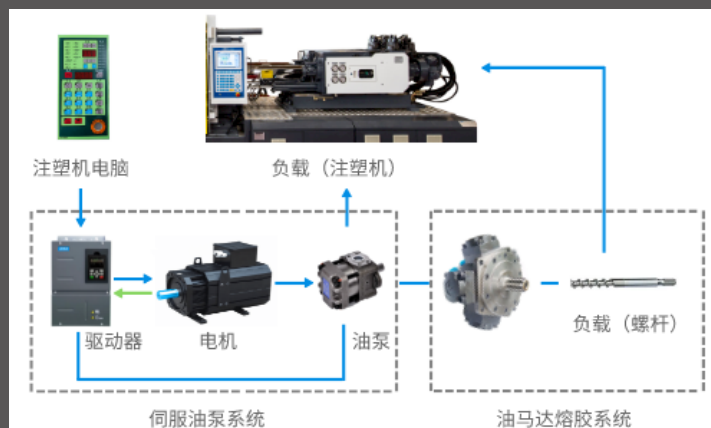 注塑机电脑
负载（注塑机）
驱动器
电机
油泵
负载（螺杆）
伺服油泵系统
油马达熔胶系统